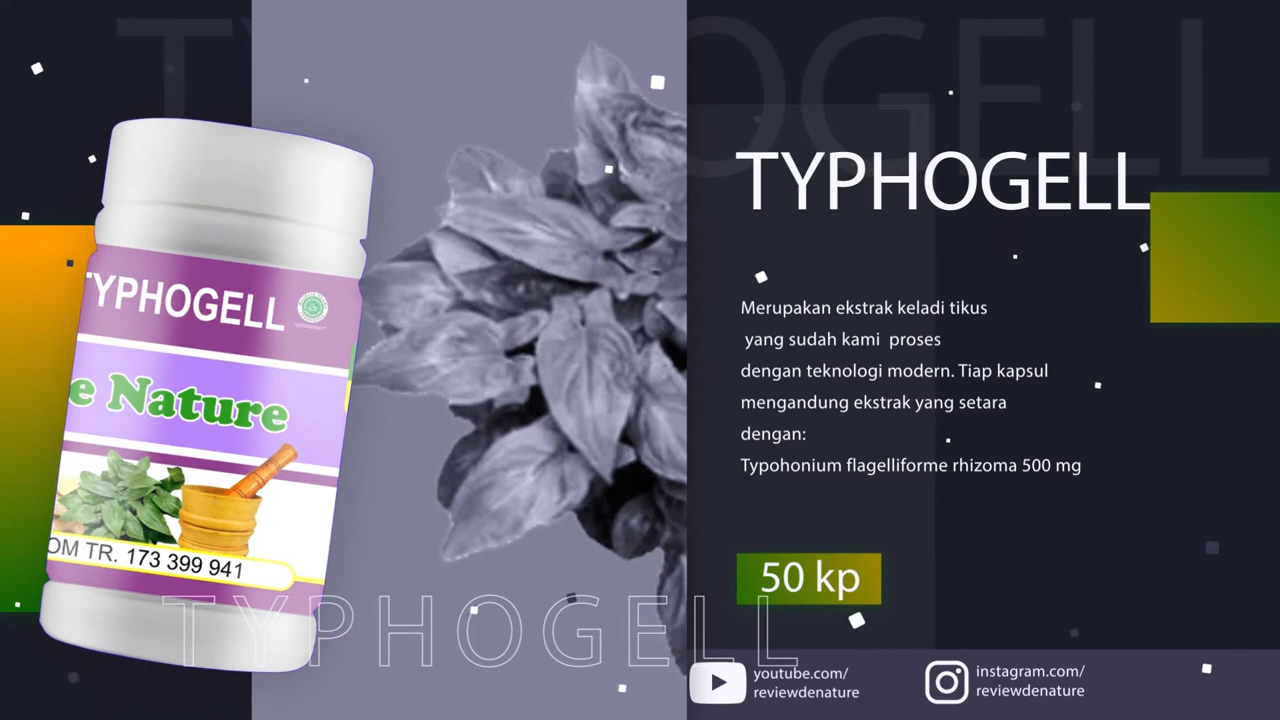 TYPHOGELL
TYPHOGELL
TYPHOGELL
e Nature
OM TR. 173 399 941
Merupakan ekstrak keladi tikus
yang sudah kami proses
dengan teknologi modern. Tiap kapsul
mengandung ekstrak yang setara
dengan:
Typohonium flagelliforme rhizoma 500 mg
50 kp
TYPHOGELL
youtube.com/
reviewdenature
instagram.com/
reviewdenature